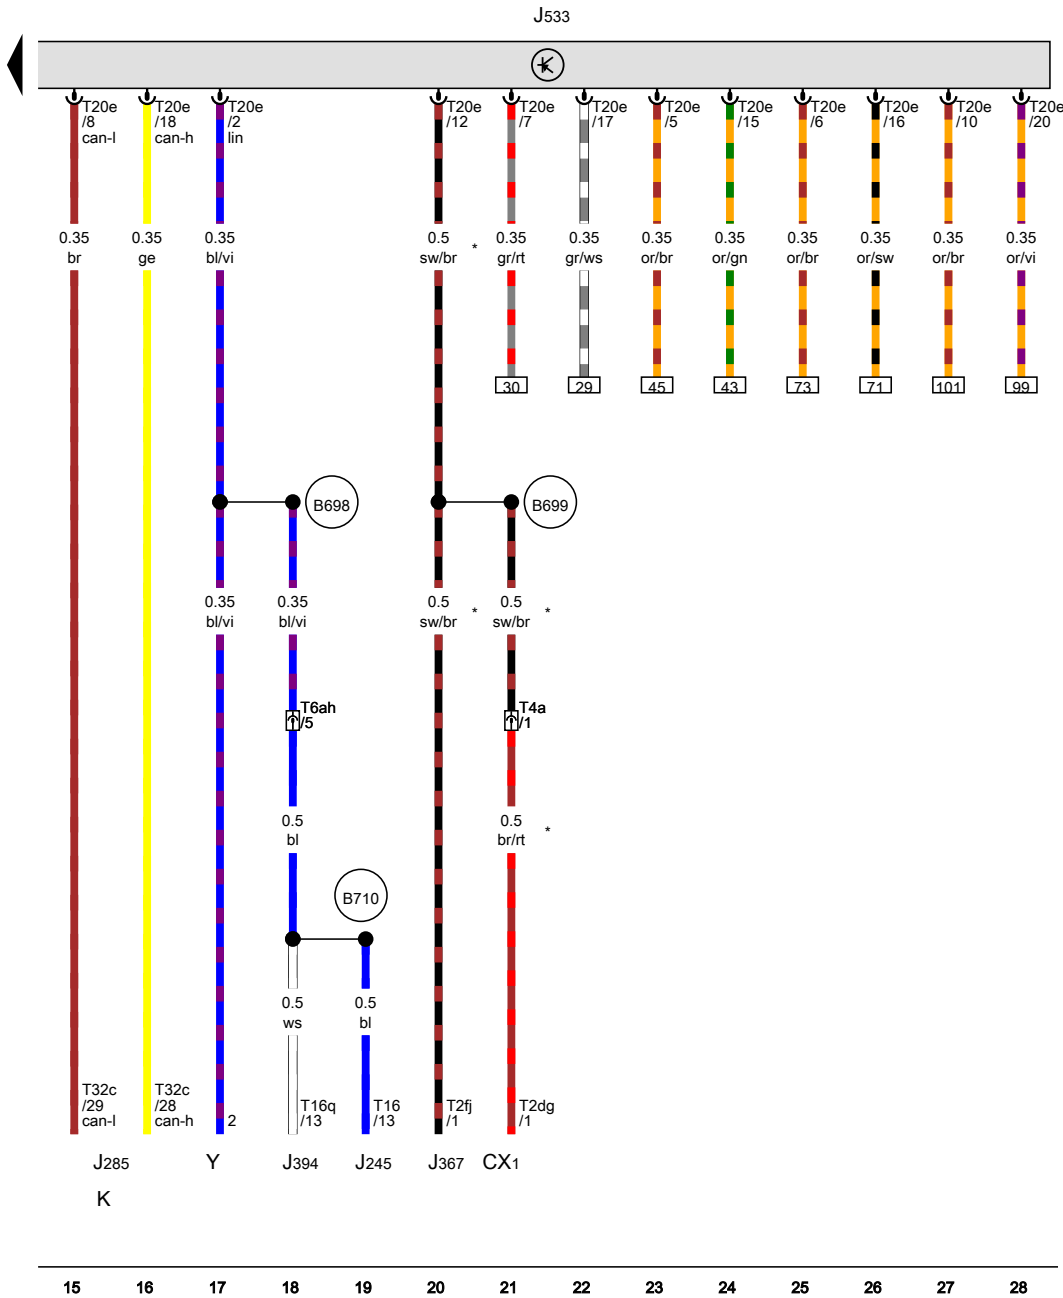 J533
T20e T20e T20e T20e T20e T20e T20e T20e T20e T20e T20e T20e
/8 /18 /2 /12 /7 /17 /5 /15 /6 /16 /10 /20
can-l can-h lin
0.35 0.35 0.35 0.5 * 0.35 0.35 0.35 0.35 0.35 0.35 0.35 0.35
br ge bl/vi sw/br gr/rt gr/ws or/br or/gn or/br or/sw or/br or/vi
30 29 45 43 73 71 101 99
B698 B699
0.35 0.35 0.5 * 0.5 *
bl/vi bl/vi sw/br sw/br
T6ah T4a
/5 /1
0.5 0.5 *
bl br/rt
B710
0.5 0.5
ws bl
T32c T32c T16q T16 T2fj T2dg
/29 /28 2 /13 /13 /1 /1
can-l can-h
J285 Y J394 J245 J367 CX1
K
15 16 17 18 19 20 21 22 23 24 25 26 27 28